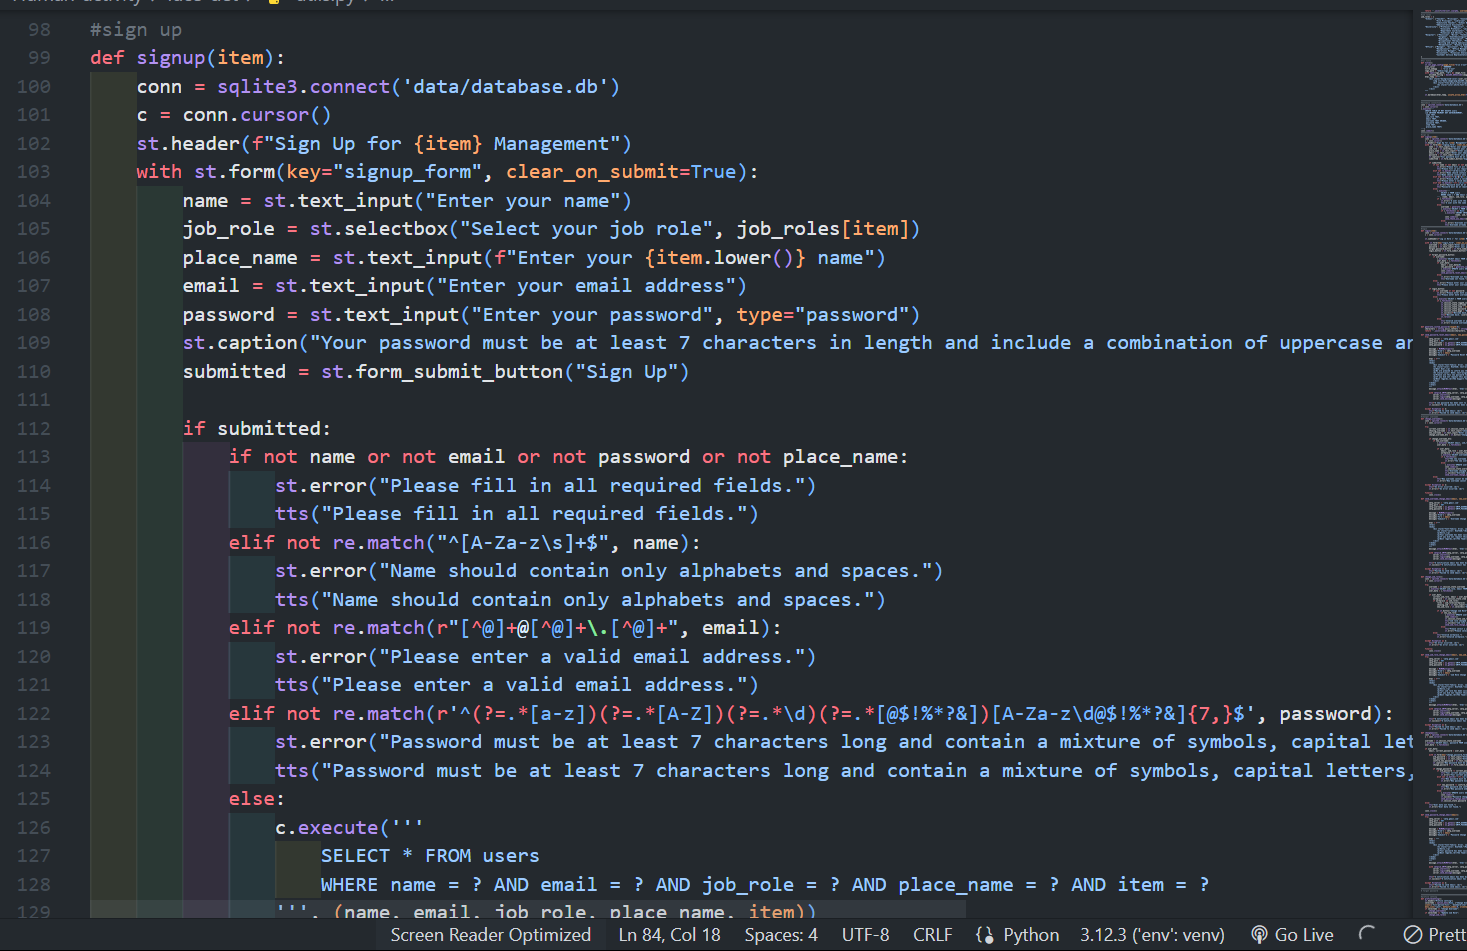 98 #sign up
99 def signup(item):
100 conn = sqlite3.connect('data/database.db')
101 c = conn.cursor()
102 st.header(f"Sign Up for {item} Management")
103 with st.form(key="signup_form", clear_on_submit=True):
104 name = st.text_input("Enter your name")
105 job_role = st.selectbox("Select your job role", job_roles[item])
106 place_name = st.text_input(f"Enter your {item.lower()} name")
107 email = st.text_input("Enter your email address")
108 password = st.text_input("Enter your password", type="password")
109 st.caption("Your password must be at least 7 characters in length and include a combination of uppercase
110 submitted = st.form_submit_button("Sign Up")
111
112 if submitted:
113 if not name or not email or not password or not place_name:
114 st.error("Please fill in all required fields.")
115 tts("Please fill in all required fields.")
116 elif not re.match("^[A-Za-z\s]+$", name):
117 st.error("Name should contain only alphabets and spaces.")
118 tts("Name should contain only alphabets and spaces.")
119 elif not re.match(r"[^@]+@[^@]+\.[^@]+", email):
120 st.error("Please enter a valid email address.")
121 tts("Please enter a valid email address.")
122 elif not re.match(r'^(?=.*[a-z])(?=.*[A-Z])(?=.*\d)(?=.*[@$!%*?&])[A-Za-z\d@$!%*?&]{7,}$', password):
123 st.error("Password must be at least 7 characters long and contain a mixture of symbols, capital let
124 tts("Password must be at least 7 characters long and contain a mixture of symbols, capital letters,
125 else:
126 c.execute('''
127 SELECT * FROM users
128 WHERE name = ? AND email = ? AND job_role = ? AND place_name = ? AND item = ?
129 ''', (name, email, job_role, place_name, item))
Screen Reader Optimized Ln 84, Col 18 Spaces: 4 UTF-8 CRLF Python 3.12.3 ('env': venv) Go Live Prett